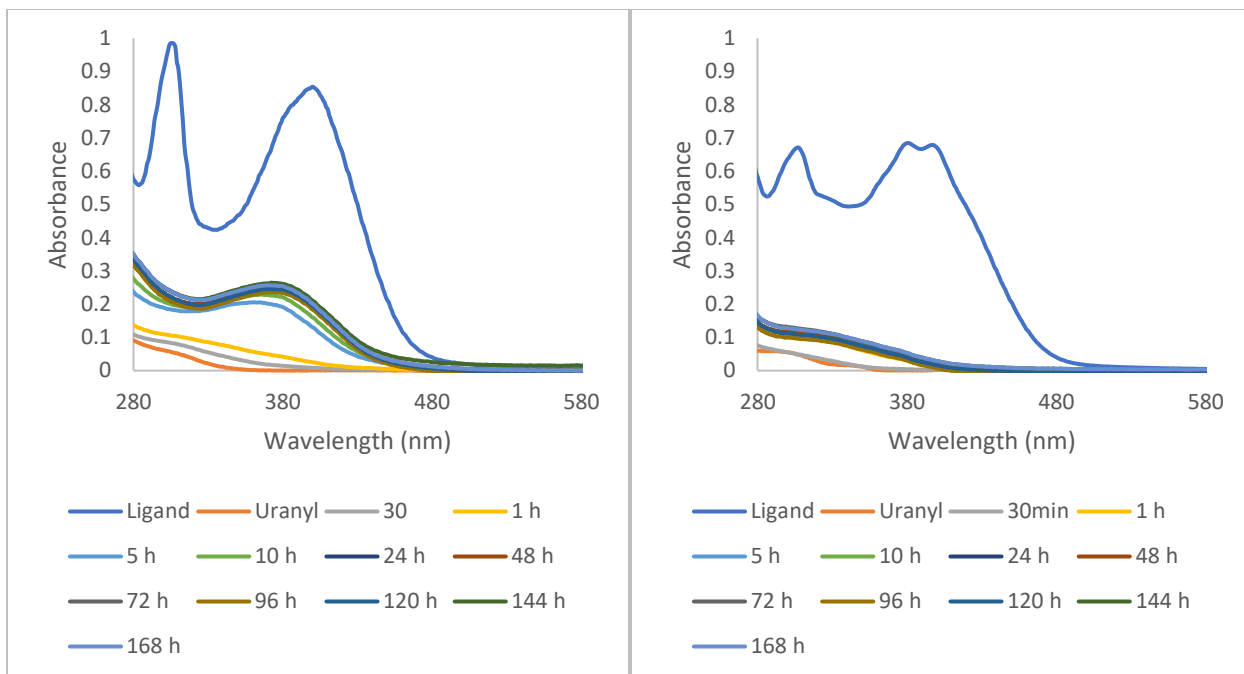 1
0.9
0.8
0.7
0.6
0.5
0.4
0.3
0.2
0.1
0
Absorbance
280 380 480 580
Wavelength (nm)
Ligand Uranyl 30 1 h
5 h 10 h 24 h 48 h
72 h 96 h 120 h 144 h
168 h
1
0.9
0.8
0.7
0.6
0.5
0.4
0.3
0.2
0.1
0
Absorbance
280 380 480 580
Wavelength (nm)
Ligand Uranyl 30min 1 h
5 h 10 h 24 h 48 h
72 h 96 h 120 h 144 h
168 h